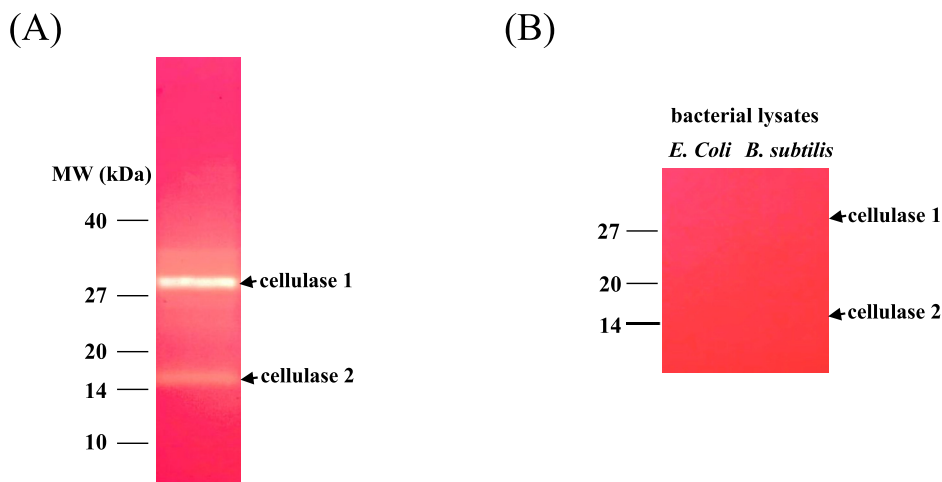 (A)
MW (kDa)
40
27
20
14
10
cellulase 1
cellulase 2
(B)
bacterial lysates
E. Coli B. subtilis
27
20
14
cellulase 1
cellulase 2